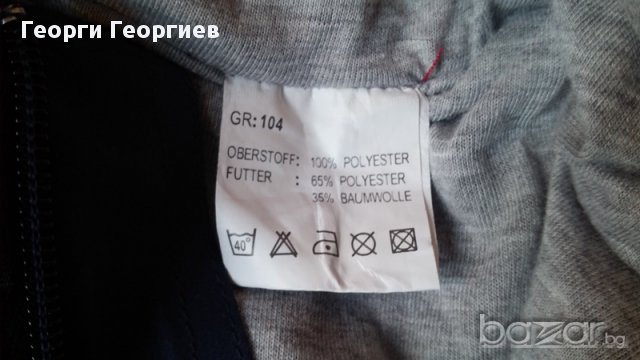 Георги Георгиев
GR: 104
OBERSTOFF: 100% POLYESTER
FUTTER : 65% POLYESTER
35% BAUMWOLLE
40°
bazar.bg